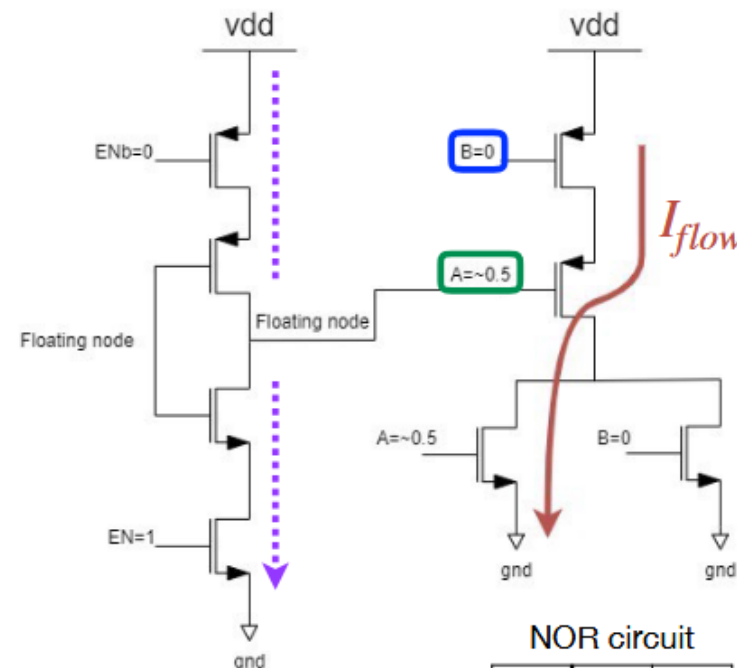 vdd
vdd
ENb=0
B=0
I_flow
A=~0.5
Floating node
Floating node
A=~0.5
B=0
EN=1
gnd
gnd
NOR circuit
gnd